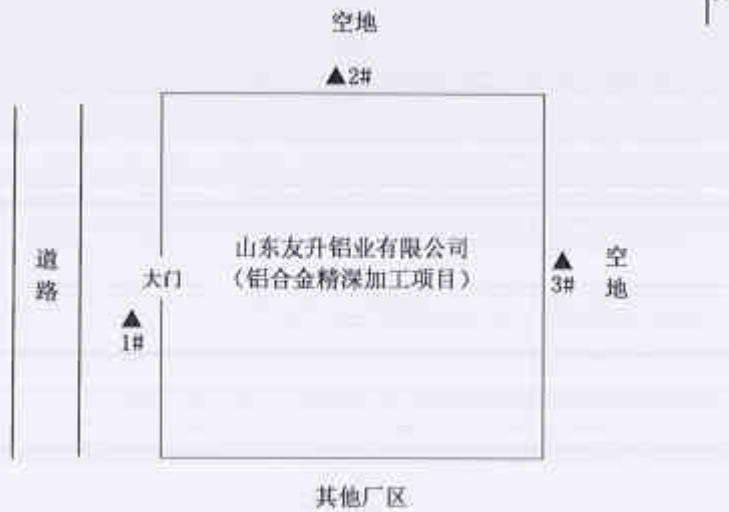 空地
▲2#
山东友升铝业有限公司
（铝合金精深加工项目）
道路
大门
▲1#
▲3#
空地
其他厂区